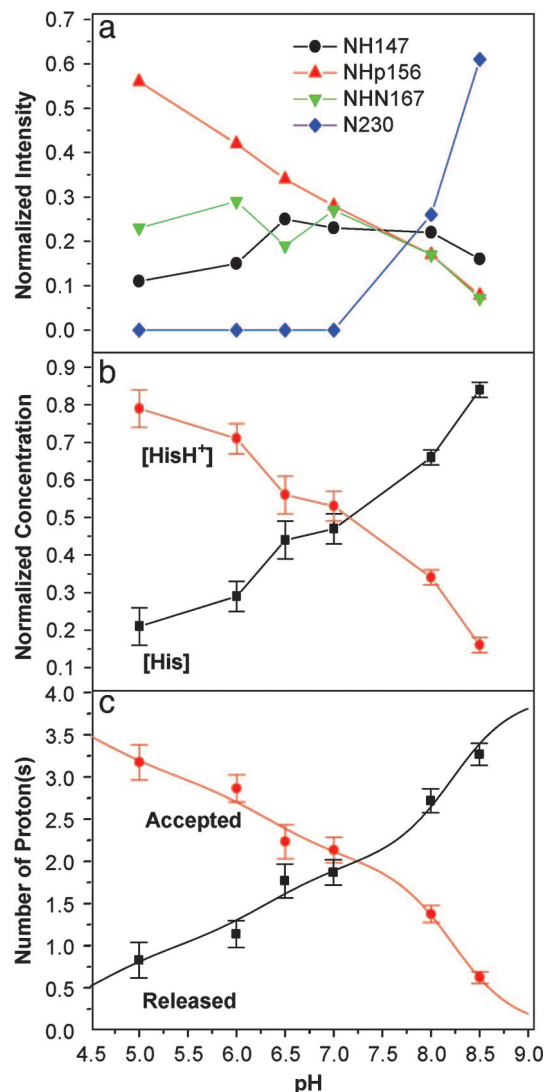 a
0.7
0.6
0.5
0.4
0.3
0.2
0.1
0.0
Normalized Intensity
NH147
NHp156
NHN167
N230
b
0.9
0.8
0.7
0.6
0.5
0.4
0.3
0.2
0.1
Normalized Concentration
[HisH+]
[His]
c
4.0
3.5
3.0
2.5
2.0
1.5
1.0
0.5
0.0
Number of Proton(s)
Accepted
Released
4.5 5.0 5.5 6.0 6.5 7.0 7.5 8.0 8.5 9.0
pH